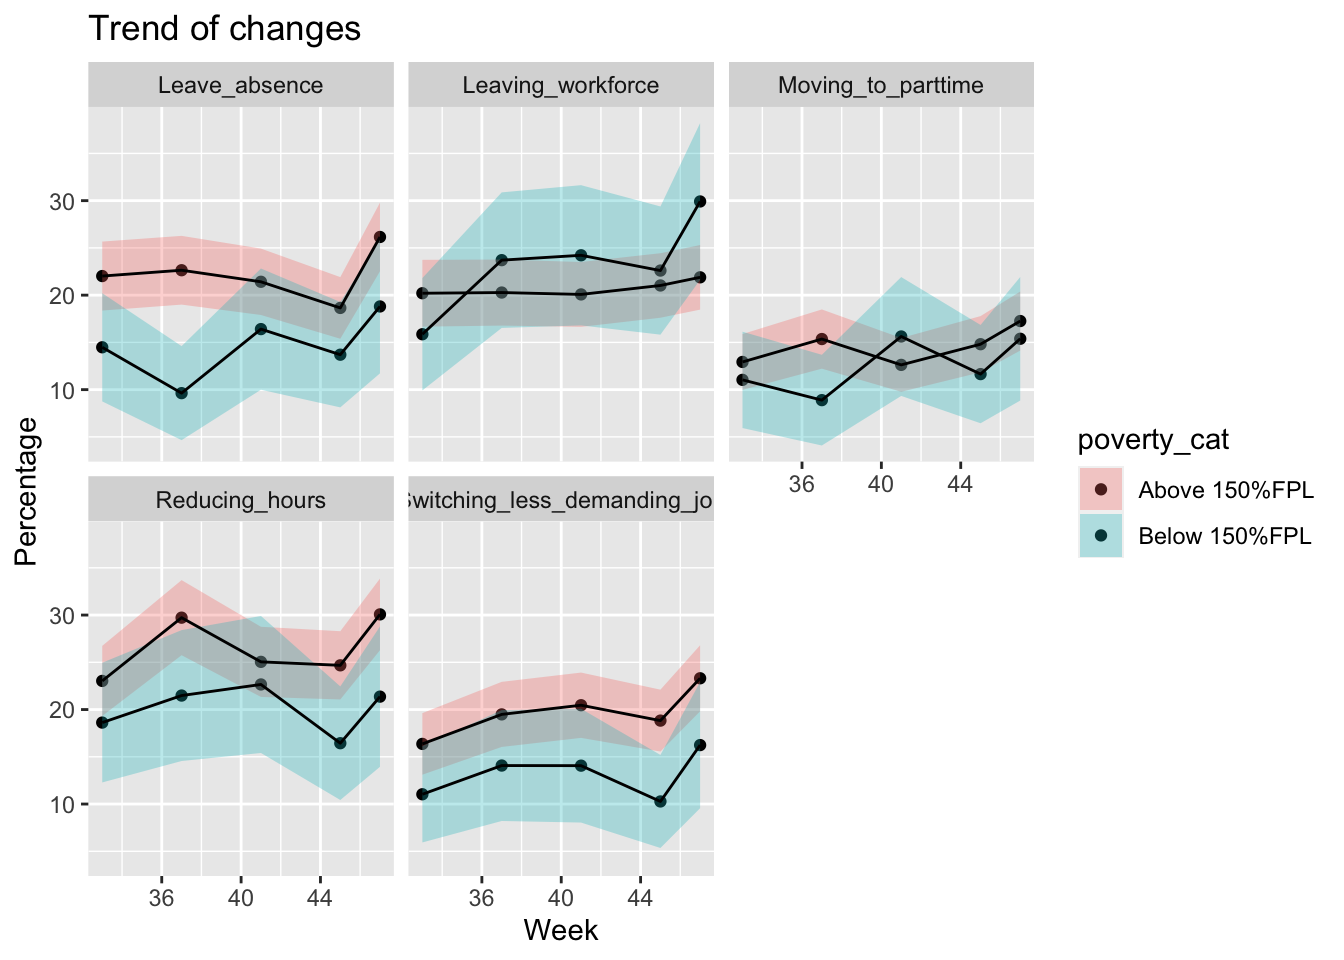 Trend of changes
Leave_absence
Leaving_workforce
Moving_to_parttime
30
20
10
36 40 44
Reducing_hours
Switching_less_demanding_jo
30
20
10
36 40 44
36 40 44
Week
Percentage
poverty_cat
Above 150%FPL
Below 150%FPL